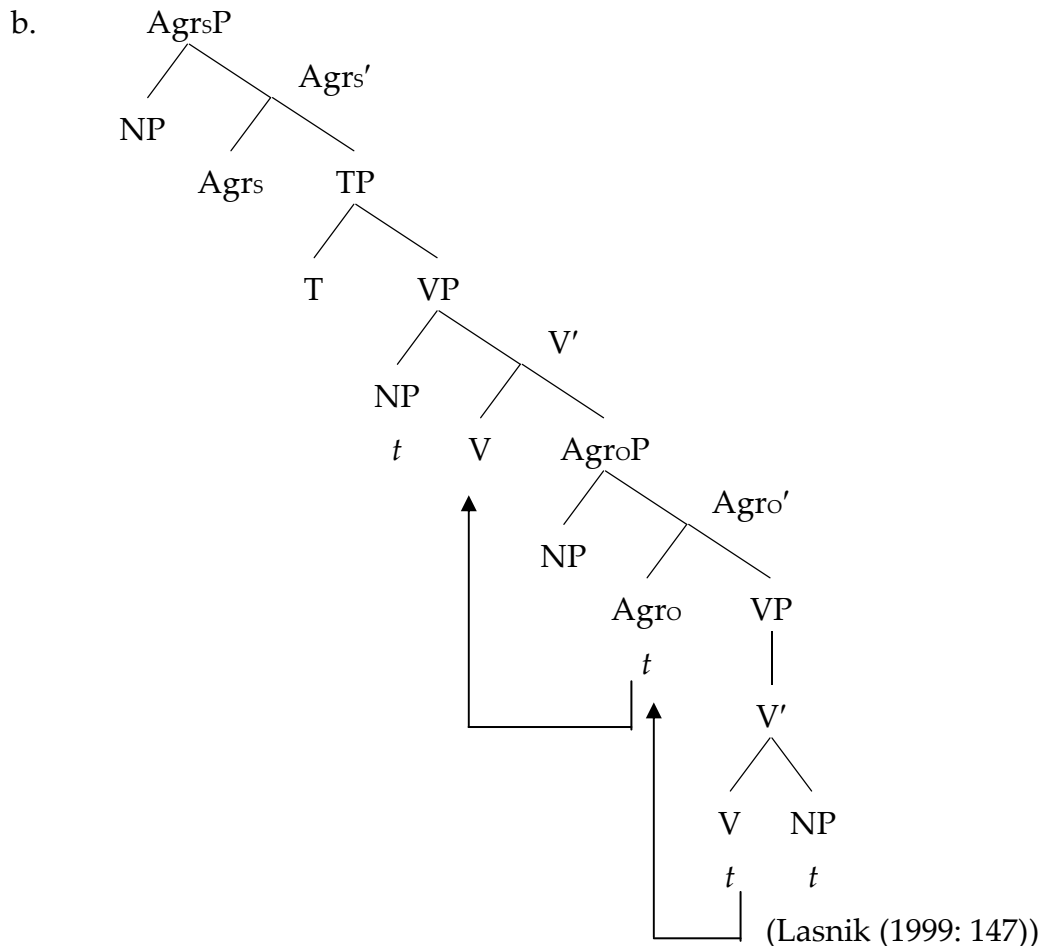 b. AgrsP
Agrs′
NP
Agrs TP
T VP
V′
NP
t V AgroP
Agro′
NP
Agro VP
t
V′
V NP
t t
(Lasnik (1999: 147))